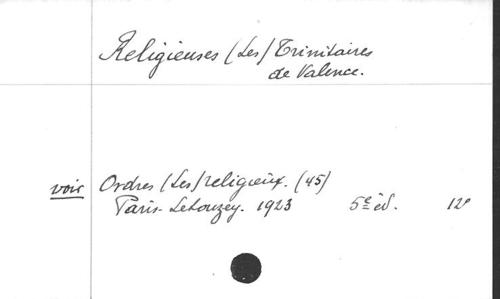 Religieuses (Les) Trinitaires
de Valence.
voir Ordres (Les) religieux. (45)
Paris-Letouzey. 1923 5e éd. 12°